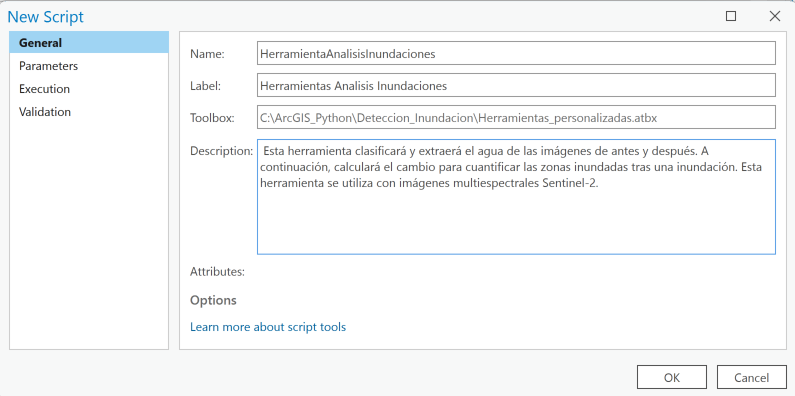 New Script
General
Parameters
Execution
Validation
Name: HerramientaAnalisisInundaciones
Label: Herramientas Analisis Inundaciones
Toolbox: C:\ArcGIS_Python\Deteccion_Inundacion\Herramientas_personalizadas.atbx
Description: Esta herramienta clasificará y extraerá el agua de las imágenes de antes y después. A
continuación, calculará el cambio para cuantificar las zonas inundadas tras una inundación. Esta
herramienta se utiliza con imágenes multiespectrales Sentinel-2.
Attributes:
Options
Learn more about script tools
OK Cancel